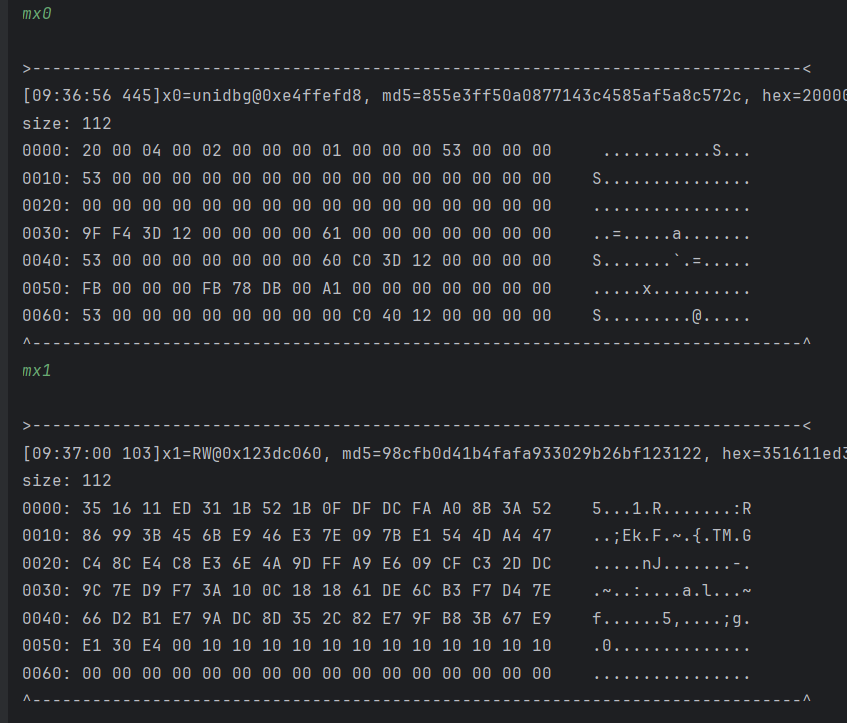 mx0
>-----------------------------------------------------------------------------<
[09:36:56 445]x0=unidbg@0xe4ffefd8, md5=855e3ff50a0877143c4585af5a8c572c, hex=20000
size: 112
0000: 20 00 04 00 02 00 00 00 01 00 00 00 53 00 00 00     ...........S...
0010: 53 00 00 00 00 00 00 00 00 00 00 00 00 00 00 00    S...............
0020: 00 00 00 00 00 00 00 00 00 00 00 00 00 00 00 00    ................
0030: 9F F4 3D 12 00 00 00 00 61 00 00 00 00 00 00 00    ..=.....a.......
0040: 53 00 00 00 00 00 00 00 60 C0 3D 12 00 00 00 00    S.......`.=.....
0050: FB 00 00 00 FB 78 DB 00 A1 00 00 00 00 00 00 00    .....x..........
0060: 53 00 00 00 00 00 00 00 00 C0 40 12 00 00 00 00    S.........@.....
^-----------------------------------------------------------------------------^
mx1
>-----------------------------------------------------------------------------<
[09:37:00 103]x1=RW@0x123dc060, md5=98cfb0d41b4fafa933029b26bf123122, hex=351611ed3
size: 112
0000: 35 16 11 ED 31 1B 52 1B 0F DF DC FA A0 8B 3A 52    5...1.R.......:R
0010: 86 99 3B 45 6B E9 46 E3 7E 09 7B E1 54 4D A4 47    ..;Ek.F.~.{.TM.G
0020: C4 8C E4 C8 E3 6E 4A 9D FF A9 E6 09 CF C3 2D DC    .....nJ.......-.
0030: 9C 7E D9 F7 3A 10 0C 18 18 61 DE 6C B3 F7 D4 7E    .~..:....a.l...~
0040: 66 D2 B1 E7 9A DC 8D 35 2C 82 E7 9F B8 3B 67 E9    f......5,....;g.
0050: E1 30 E4 00 10 10 10 10 10 10 10 10 10 10 10 10    .0..............
0060: 00 00 00 00 00 00 00 00 00 00 00 00 00 00 00 00    ................
^-----------------------------------------------------------------------------^